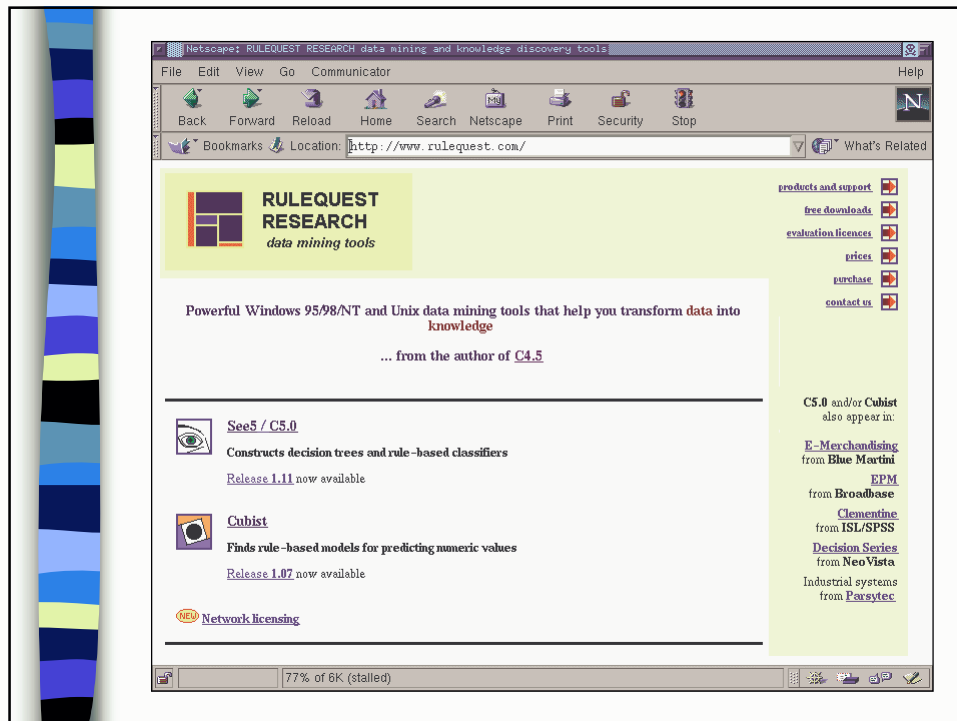 Netscape: RULEQUEST RESEARCH data mining and knowledge discovery tools
File Edit View Go Communicator Help
Back Forward Reload Home Search Netscape Print Security Stop
N
Bookmarks Location: http://www.rulequest.com/ What's Related
RULEQUEST
RESEARCH
data mining tools
products and support
free downloads
evaluation licences
prices
purchase
contact us
Powerful Windows 95/98/NT and Unix data mining tools that help you transform data into
knowledge
... from the author of C4.5
See5 / C5.0
Constructs decision trees and rule-based classifiers
Release 1.11 now available
Cubist
Finds rule-based models for predicting numeric values
Release 1.07 now available
NEW Network licensing
C5.0 and/or Cubist
also appear in:
E-Merchandising
from Blue Martini
EPM
from Broadbase
Clementine
from ISL/SPSS
Decision Series
from NeoVista
Industrial systems
from Parsytec
77% of 6K (stalled)